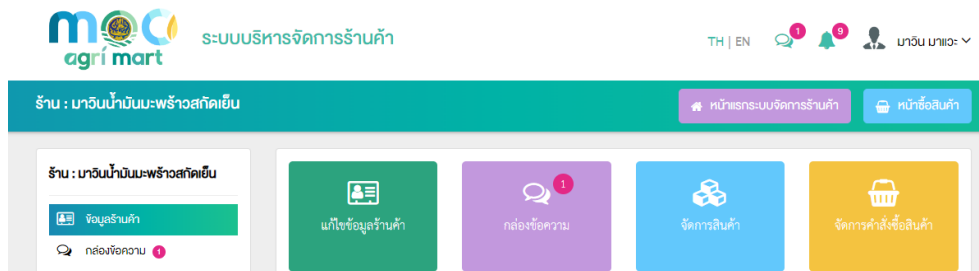 moc
agri mart
ระบบบริหารจัดการร้านค้า
TH | EN
1
9
มาวิน มาแวะ
ร้าน : มาวินน้ำมันมะพร้าวสกัดเย็น
หน้าแรกระบบจัดการร้านค้า
หน้าซื้อสินค้า
ร้าน : มาวินน้ำมันมะพร้าวสกัดเย็น
ข้อมูลร้านค้า
กล่องข้อความ 1
แก้ไขข้อมูลร้านค้า
1
กล่องข้อความ
จัดการสินค้า
จัดการคำสั่งซื้อสินค้า